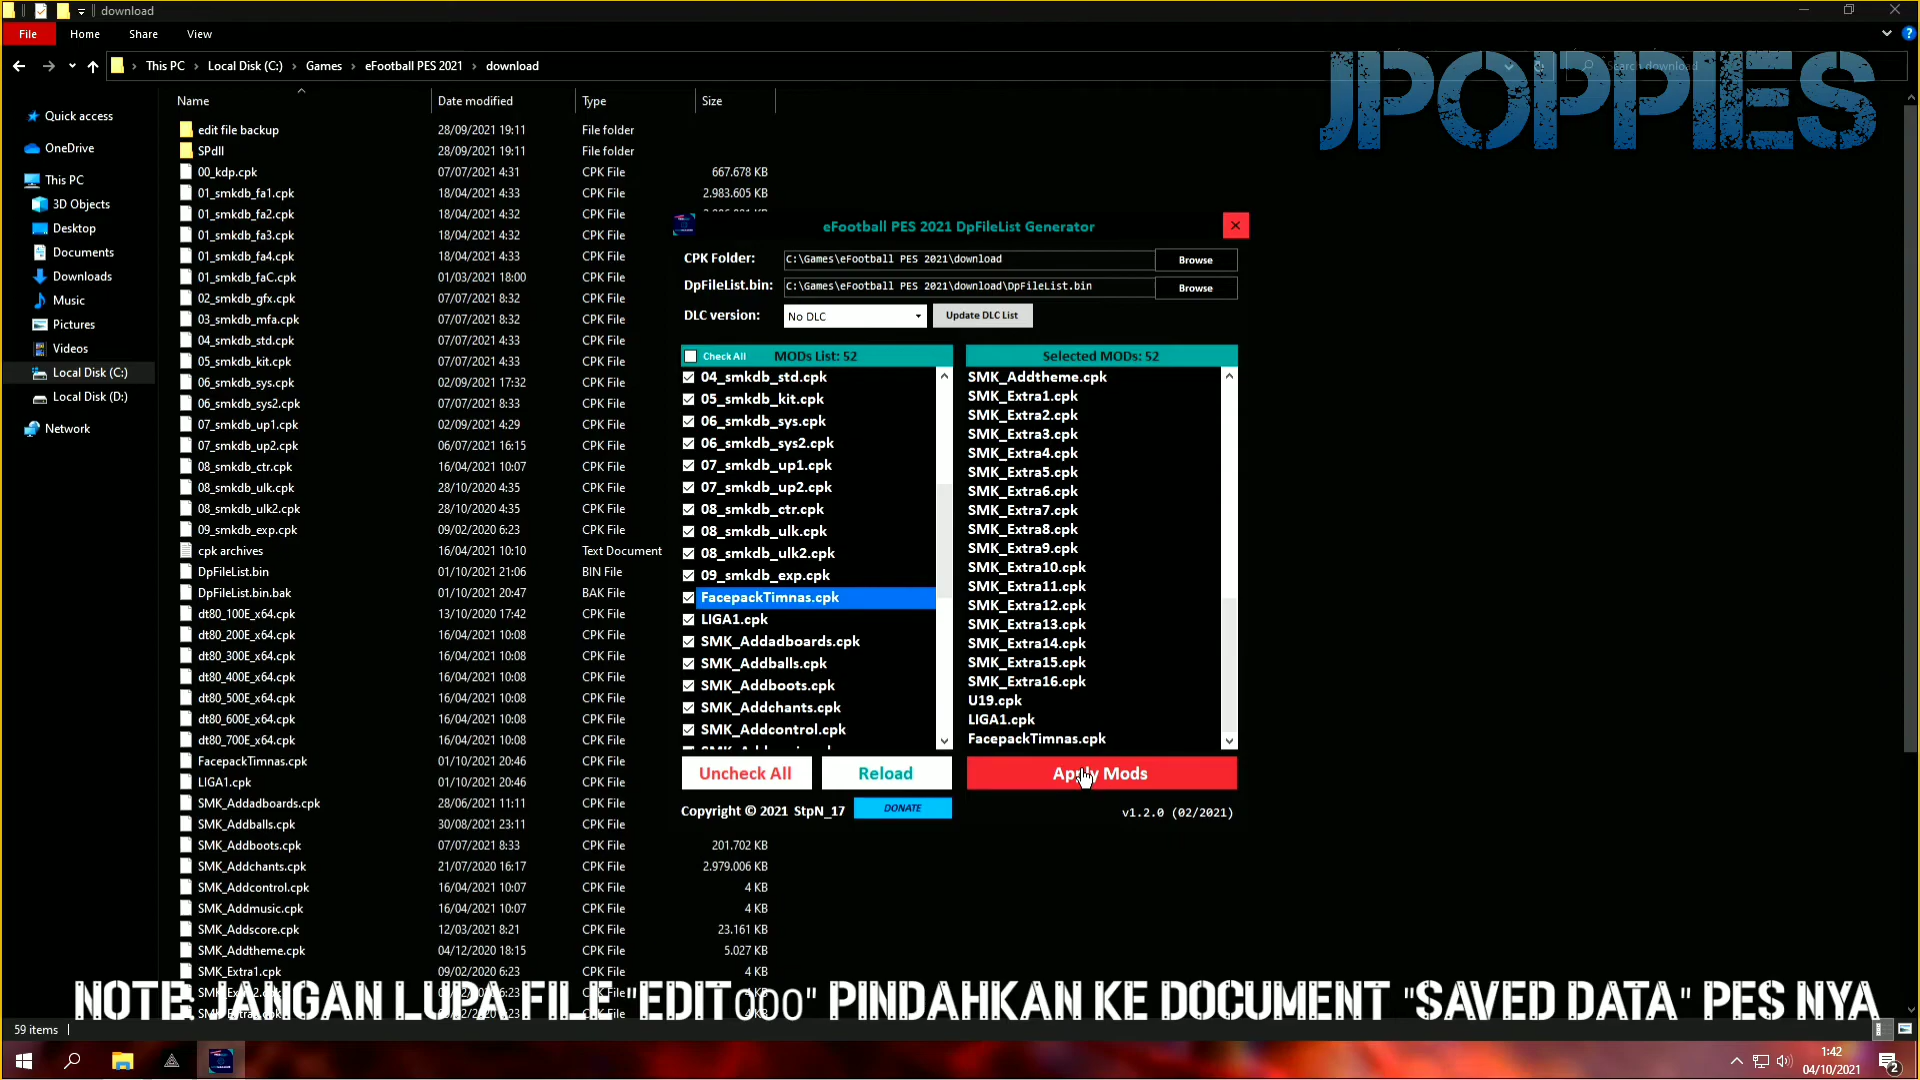 download
File Home Share View
This PC > Local Disk (C:) > Games > eFootball PES 2021 > download
Search download
JPOPPIES
Quick access
OneDrive
This PC
3D Objects
Desktop
Documents
Downloads
Music
Pictures
Videos
Local Disk (C:)
Local Disk (D:)
Network
Name Date modified Type Size
edit file backup 28/09/2021 19:11 File folder
SPdll 28/09/2021 19:11 File folder
00_kdp.cpk 07/07/2021 4:31 CPK File 667.678 KB
01_smkdb_fa1.cpk 18/04/2021 4:33 CPK File 2.983.605 KB
01_smkdb_fa2.cpk 18/04/2021 4:32 CPK File
01_smkdb_fa3.cpk 18/04/2021 4:32 CPK File
01_smkdb_fa4.cpk 18/04/2021 4:33 CPK File
01_smkdb_faC.cpk 01/03/2021 18:00 CPK File
02_smkdb_gfx.cpk 07/07/2021 8:32 CPK File
03_smkdb_mfa.cpk 07/07/2021 8:32 CPK File
04_smkdb_std.cpk 07/07/2021 4:33 CPK File
05_smkdb_kit.cpk 07/07/2021 4:33 CPK File
06_smkdb_sys.cpk 02/09/2021 17:32 CPK File
06_smkdb_sys2.cpk 07/07/2021 8:33 CPK File
07_smkdb_up1.cpk 02/09/2021 4:29 CPK File
07_smkdb_up2.cpk 06/07/2021 16:15 CPK File
08_smkdb_ctr.cpk 16/04/2021 10:07 CPK File
08_smkdb_ulk.cpk 28/10/2020 4:35 CPK File
08_smkdb_ulk2.cpk 28/10/2020 4:35 CPK File
09_smkdb_exp.cpk 09/02/2020 6:23 CPK File
cpk archives 16/04/2021 10:10 Text Document
DpFileList.bin 01/10/2021 21:06 BIN File
DpFileList.bin.bak 01/10/2021 20:47 BAK File
dt80_100E_x64.cpk 13/10/2020 17:42 CPK File
dt80_200E_x64.cpk 16/04/2021 10:08 CPK File
dt80_300E_x64.cpk 16/04/2021 10:08 CPK File
dt80_400E_x64.cpk 16/04/2021 10:08 CPK File
dt80_500E_x64.cpk 16/04/2021 10:08 CPK File
dt80_600E_x64.cpk 16/04/2021 10:08 CPK File
dt80_700E_x64.cpk 16/04/2021 10:08 CPK File
FacepackTimnas.cpk 01/10/2021 20:46 CPK File
LIGA1.cpk 01/10/2021 20:46 CPK File
SMK_Addadboards.cpk 28/06/2021 11:11 CPK File
SMK_Addballs.cpk 30/08/2021 23:11 CPK File
SMK_Addboots.cpk 07/07/2021 8:33 CPK File 201.702 KB
SMK_Addchants.cpk 21/07/2020 16:17 CPK File 2.979.006 KB
SMK_Addcontrol.cpk 16/04/2021 10:07 CPK File 4 KB
SMK_Addmusic.cpk 16/04/2021 10:07 CPK File 4 KB
SMK_Addscore.cpk 12/03/2021 8:21 CPK File 23.161 KB
SMK_Addtheme.cpk 04/12/2020 18:15 CPK File 5.027 KB
SMK_Extra1.cpk 09/02/2020 6:23 CPK File 4 KB
eFootball PES 2021 DpFileList Generator
CPK Folder: C:\Games\eFootball PES 2021\download Browse
DpFileList.bin: C:\Games\eFootball PES 2021\download\DpFileList.bin Browse
DLC version: No DLC Update DLC List
Check All MODs List: 52
04_smkdb_std.cpk
05_smkdb_kit.cpk
06_smkdb_sys.cpk
06_smkdb_sys2.cpk
07_smkdb_up1.cpk
07_smkdb_up2.cpk
08_smkdb_ctr.cpk
08_smkdb_ulk.cpk
08_smkdb_ulk2.cpk
09_smkdb_exp.cpk
FacepackTimnas.cpk
LIGA1.cpk
SMK_Addadboards.cpk
SMK_Addballs.cpk
SMK_Addboots.cpk
SMK_Addchants.cpk
SMK_Addcontrol.cpk
Selected MODs: 52
SMK_Addtheme.cpk
SMK_Extra1.cpk
SMK_Extra2.cpk
SMK_Extra3.cpk
SMK_Extra4.cpk
SMK_Extra5.cpk
SMK_Extra6.cpk
SMK_Extra7.cpk
SMK_Extra8.cpk
SMK_Extra9.cpk
SMK_Extra10.cpk
SMK_Extra11.cpk
SMK_Extra12.cpk
SMK_Extra13.cpk
SMK_Extra14.cpk
SMK_Extra15.cpk
SMK_Extra16.cpk
U19.cpk
LIGA1.cpk
FacepackTimnas.cpk
Uncheck All Reload Apply Mods
Copyright © 2021 StpN_17 DONATE v1.2.0 (02/2021)
NOTE: JANGAN LUPA FILE "EDIT000" PINDAHKAN KE DOCUMENT "SAVED DATA" PES NYA
59 items
1:42
04/10/2021
2